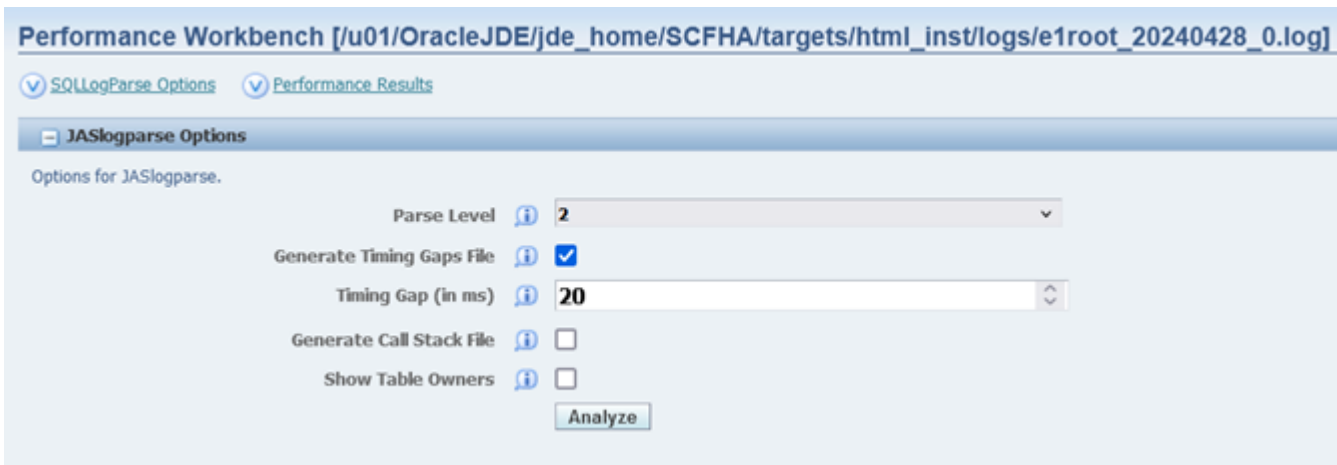 Performance Workbench [/u01/OracleJDE/jde_home/SCFHA/targets/html_inst/logs/e1root_20240428_0.log]
SQLLogParse Options Performance Results
JASlogparse Options
Options for JASlogparse.
Parse Level 2
Generate Timing Gaps File
Timing Gap (in ms) 20
Generate Call Stack File
Show Table Owners
Analyze